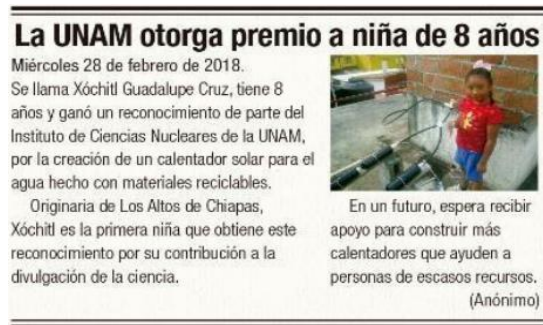 La UNAM otorga premio a niña de 8 años
Miércoles 28 de febrero de 2018.
Se llama Xóchitl Guadalupe Cruz, tiene 8
años y ganó un reconocimiento de parte del
Instituto de Ciencias Nucleares de la UNAM,
por la creación de un calentador solar para el
agua hecho con materiales reciclables.
Originaria de Los Altos de Chiapas,
Xóchitl es la primera niña que obtiene este
reconocimiento por su contribución a la
divulgación de la ciencia.
En un futuro, espera recibir
apoyo para construir más
calentadores que ayuden a
personas de escasos recursos.
(Anónimo)